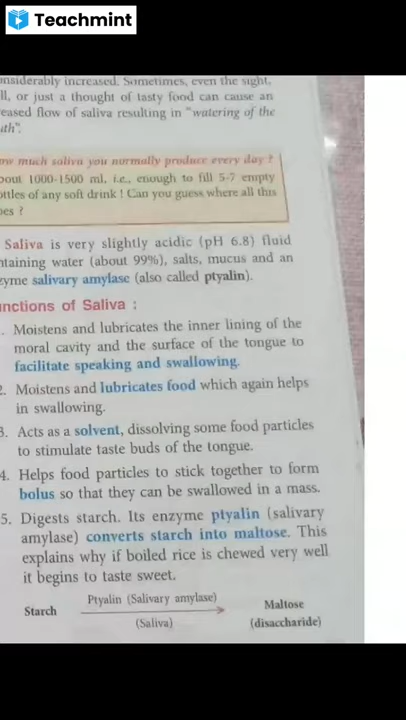 Teachmint
nsiderably increased. Sometimes, even the sight,
ll, or just a thought of tasty food can cause an
eased flow of saliva resulting in "watering of the
uth".
ow much saliva you normally produce every day ?
bout 1000-1500 ml, i.e., enough to fill 5-7 empty
ottles of any soft drink ! Can you guess where all this
oes ?
Saliva is very slightly acidic (pH 6.8) fluid
ntaining water (about 99%), salts, mucus and an
zyme salivary amylase (also called ptyalin).
unctions of Saliva :
. Moistens and lubricates the inner lining of the
moral cavity and the surface of the tongue to
facilitate speaking and swallowing.
2. Moistens and lubricates food which again helps
in swallowing.
3. Acts as a solvent, dissolving some food particles
to stimulate taste buds of the tongue.
4. Helps food particles to stick together to form
bolus so that they can be swallowed in a mass.
5. Digests starch. Its enzyme ptyalin (salivary
amylase) converts starch into maltose. This
explains why if boiled rice is chewed very well
it begins to taste sweet.
Starch Ptyalin (Salivary amylase) Maltose
(Saliva) (disaccharide)